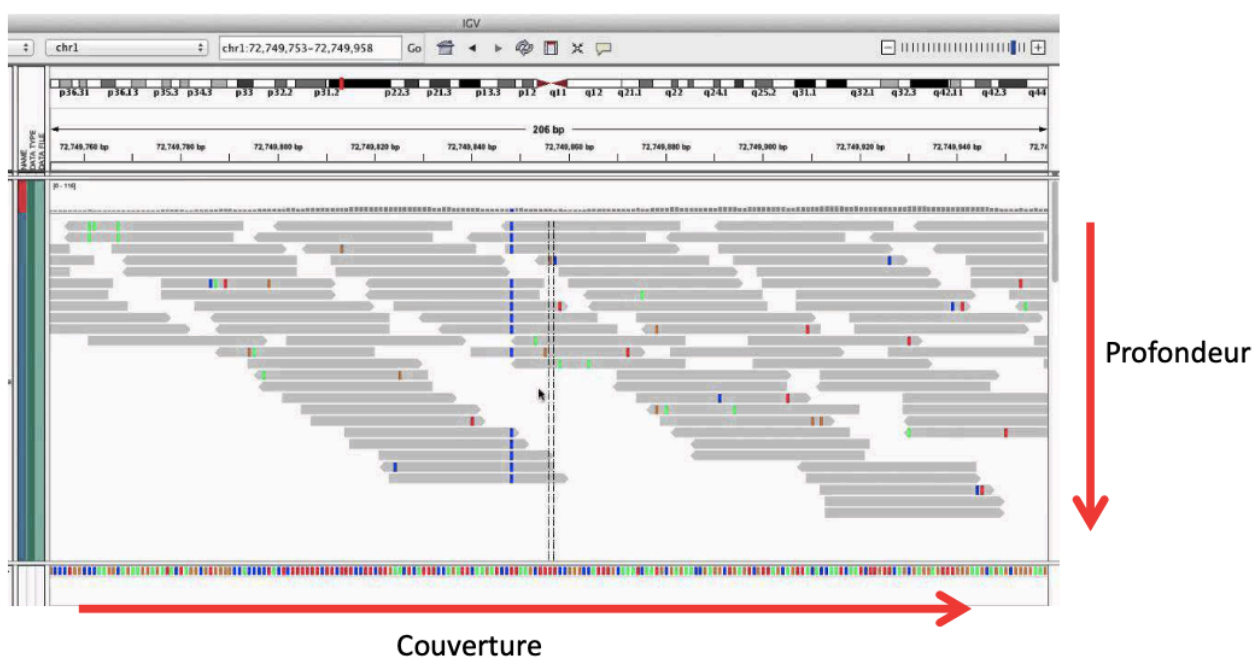 IGV
chr1
chr1:72,749,753-72,749,958
Go
p36.31 p36.13 p35.3 p34.3 p33 p32.2 p31.2 p22.3 p21.3 p13.3 p12 q11 q12 q21.1 q22 q24.1 q25.2 q31.1 q32.1 q32.3 q42.11 q42.3 q44
206 bp
72,749,760 bp 72,749,780 bp 72,749,800 bp 72,749,820 bp 72,749,840 bp 72,749,860 bp 72,749,880 bp 72,749,900 bp 72,749,920 bp 72,749,940 bp 72,74
NAME
DATA TYPE
DATA FILE
[0 - 116]
Profondeur
Couverture